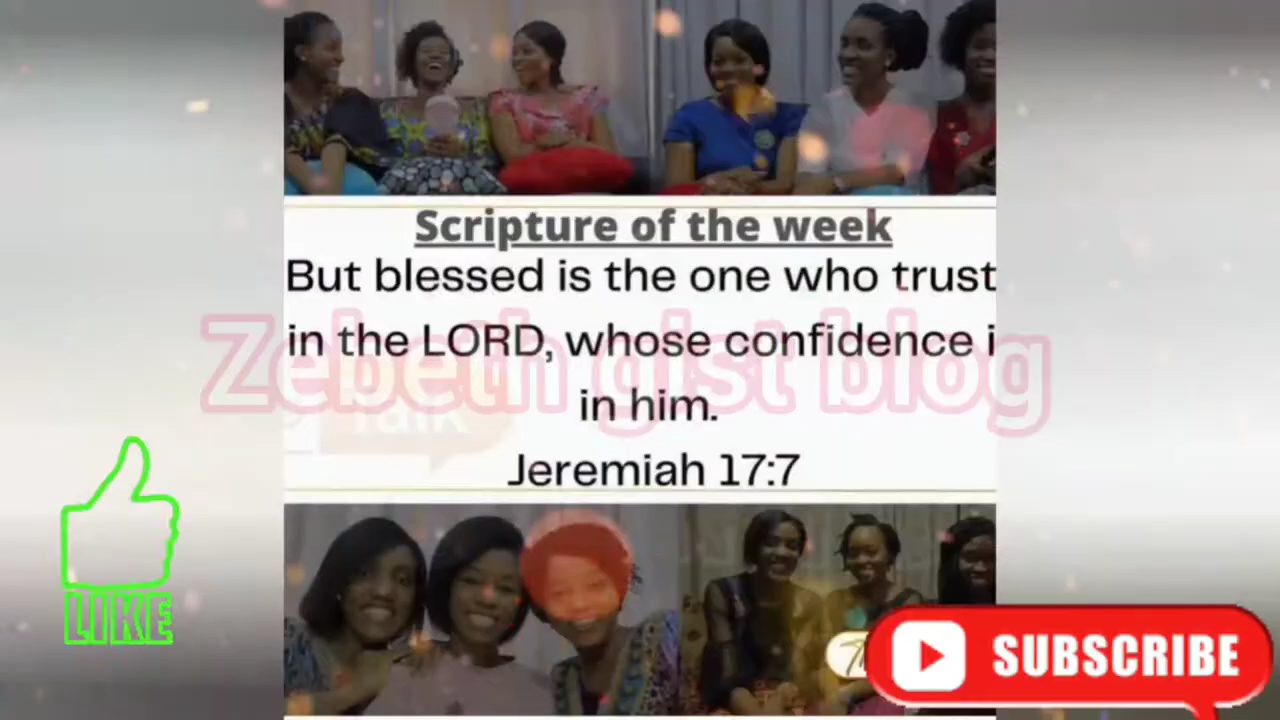 Scripture of the week
But blessed is the one who trust
in the LORD, whose confidence i
in him.
Jeremiah 17:7
Zebeth gist blog
Talk
LIKE
SUBSCRIBE